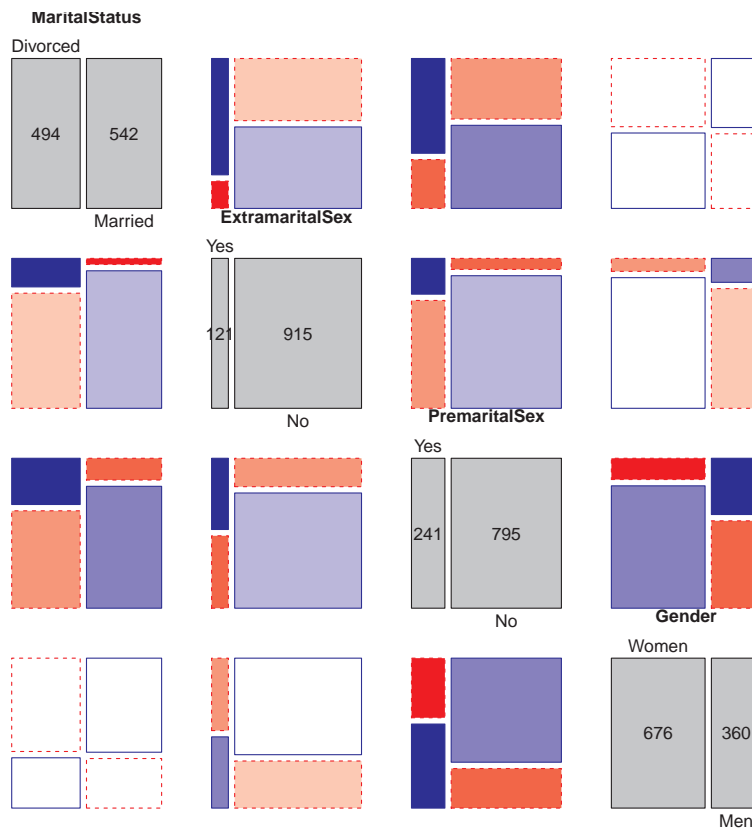 MaritalStatus
Divorced
494 542
Married
ExtramaritalSex
Yes
121 915
No
PremaritalSex
Yes
241 795
No
Gender
Women
676 360
Men